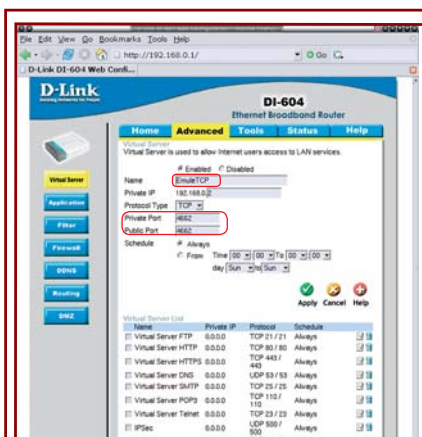 File Edit View Go Bookmarks Tools Help
http://192.168.0.1/
Go
D-Link DI-604 Web Confi...
D-Link
Building Networks for People
DI-604
Ethernet Broadband Router
Home Advanced Tools Status Help
Virtual Server
Application
Filter
Firewall
DDNS
Routing
DMZ
Virtual Server
Virtual Server is used to allow Internet users access to LAN services.
Enabled Disabled
Name EmuleTCP
Private IP 192.168.0.2
Protocol Type TCP
Private Port 4662
Public Port 4662
Schedule Always
From Time 00 : 00 To 00 : 00
day Sun to Sun
Apply Cancel Help
Virtual Server List
Name Private IP Protocol Schedule
Virtual Server FTP 0.0.0.0 TCP 21 / 21 Always
Virtual Server HTTP 0.0.0.0 TCP 80 / 80 Always
Virtual Server HTTPS 0.0.0.0 TCP 443 / 443 Always
Virtual Server DNS 0.0.0.0 UDP 53 / 53 Always
Virtual Server SMTP 0.0.0.0 TCP 25 / 25 Always
Virtual Server POP3 0.0.0.0 TCP 110 / 110 Always
Virtual Server Telnet 0.0.0.0 TCP 23 / 23 Always
IPSec 0.0.0.0 UDP 500 / 500 Always